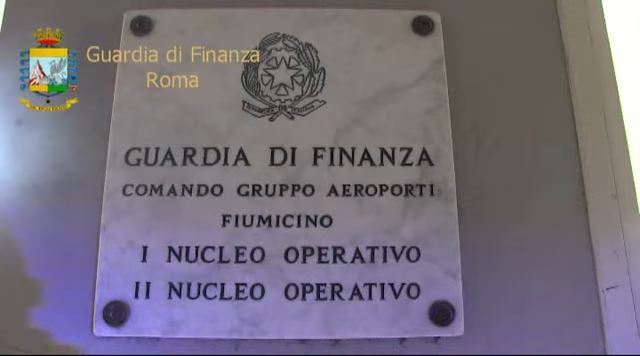 Guardia di Finanza
Roma
GUARDIA DI FINANZA
COMANDO GRUPPO AEROPORTI
FIUMICINO
I NUCLEO OPERATIVO
II NUCLEO OPERATIVO